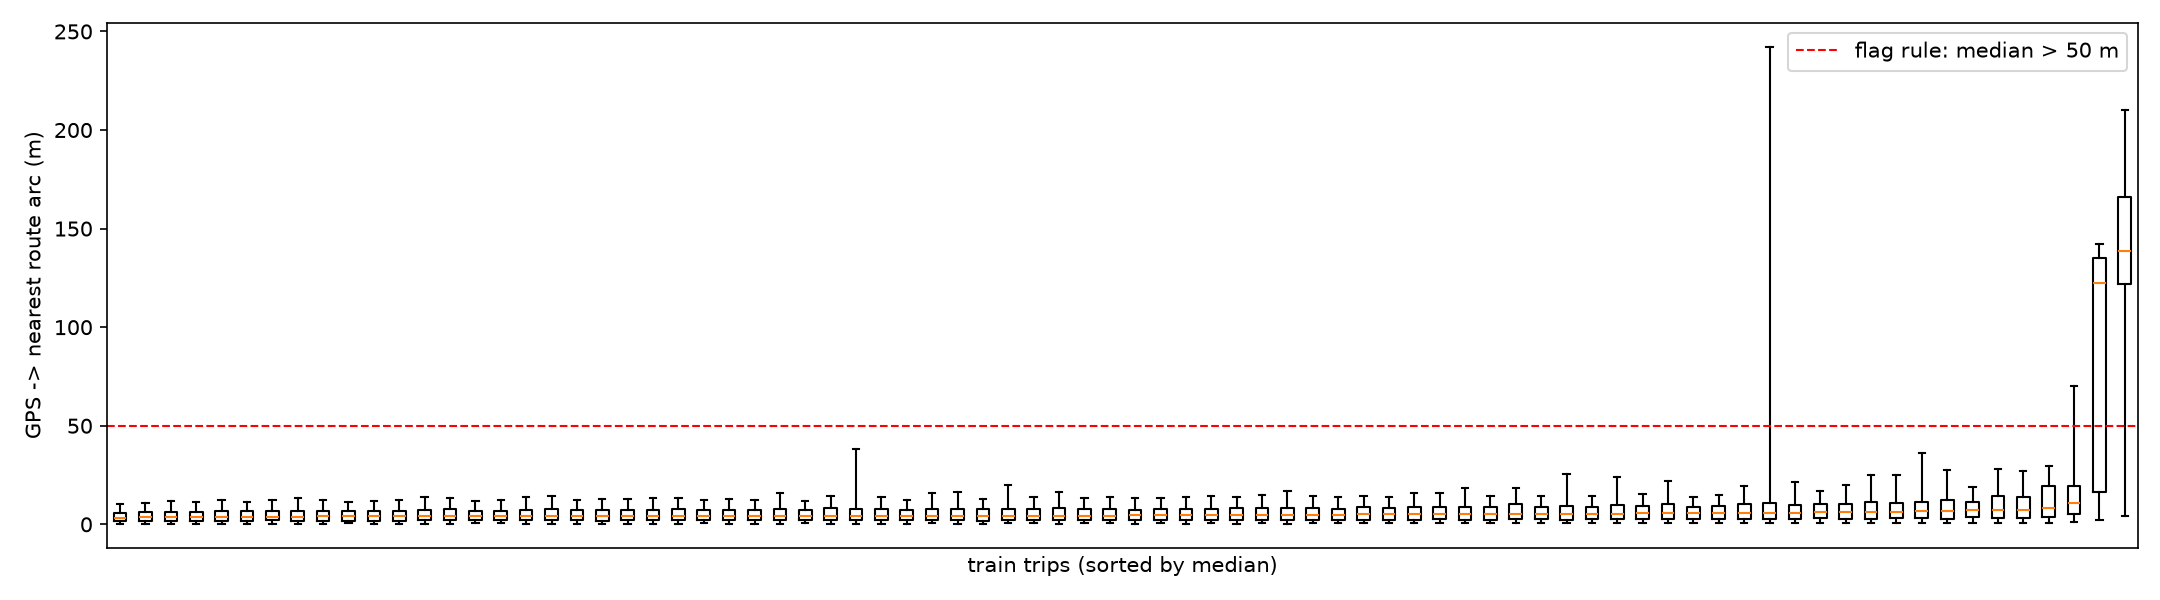 250
200
150
100
50
0
GPS -> nearest route arc (m)
flag rule: median > 50 m
train trips (sorted by median)